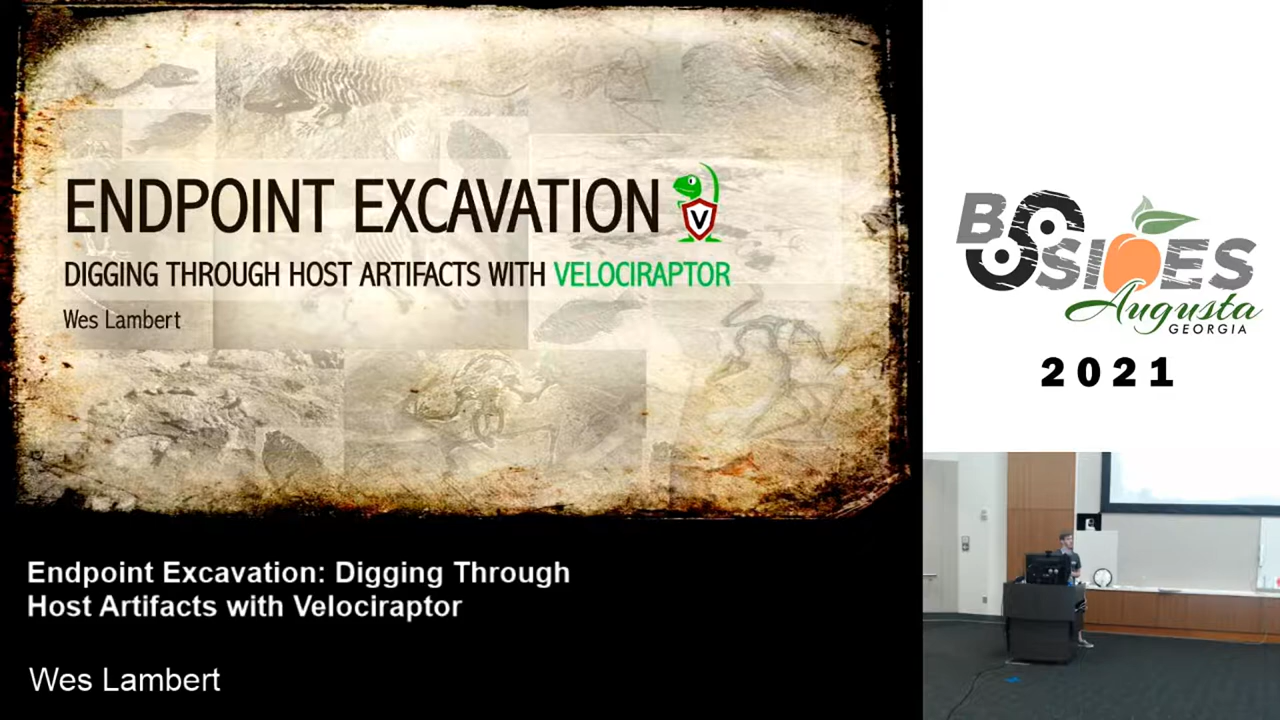 ENDPOINT EXCAVATION
V
DIGGING THROUGH HOST ARTIFACTS WITH VELOCIRAPTOR
Wes Lambert
BSIDES
Augusta
GEORGIA
2021
Endpoint Excavation: Digging Through
Host Artifacts with Velociraptor
Wes Lambert